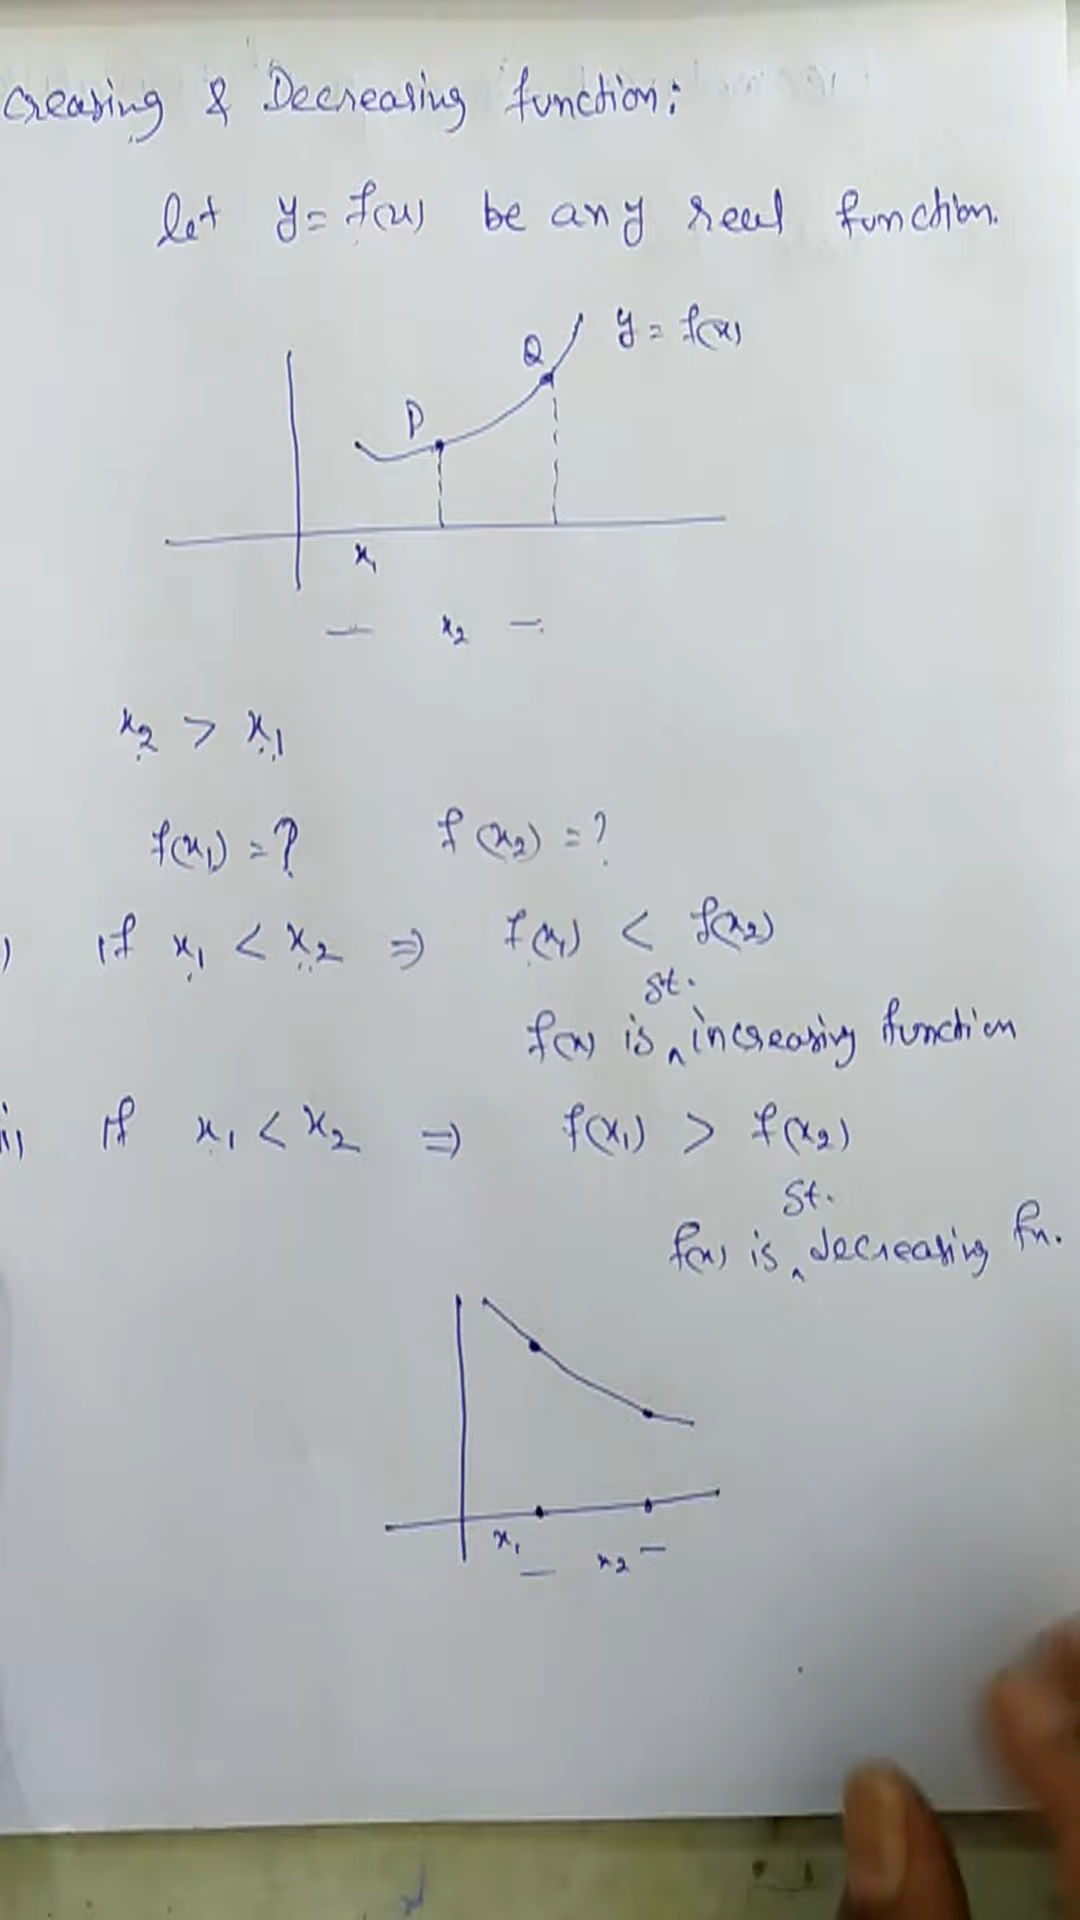 creasing & Decreasing function:
let y = f(x) be any real function.
Q y = f(x)
P
x₁
— x₂ —
x₂ > x₁
f(x₁) = ? f(x₂) = ?
) if x₁ < x₂ ⇒ f(x₁) < f(x₂)
st.
f(x) is ^ increasing function
ii) if x₁ < x₂ ⇒ f(x₁) > f(x₂)
st.
f(x) is ^ decreasing fn.
x₁ — x₂ —